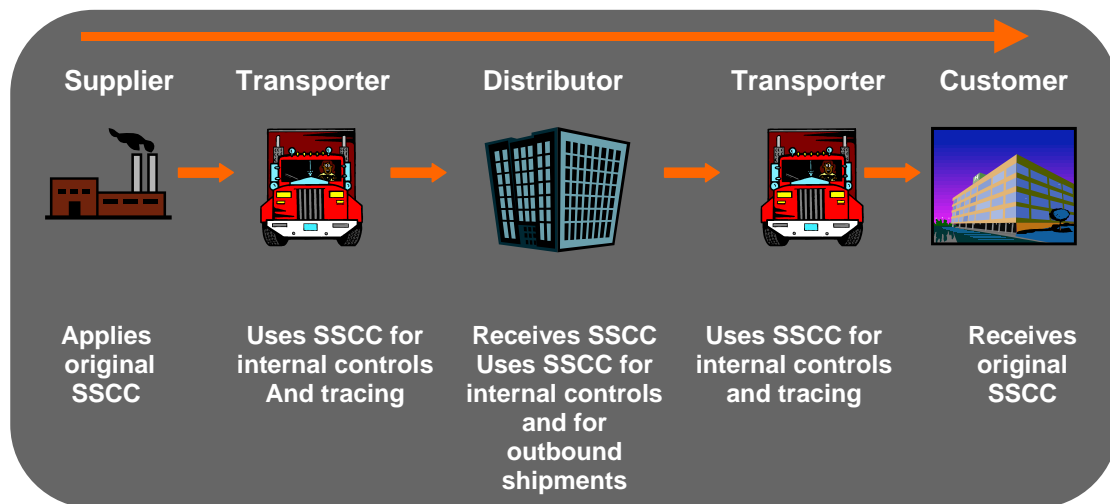 Supplier
Transporter
Distributor
Transporter
Customer
Applies
original
SSCC
Uses SSCC for
internal controls
And tracing
Receives SSCC
Uses SSCC for
internal controls
and for
outbound
shipments
Uses SSCC for
internal controls
and tracing
Receives
original
SSCC